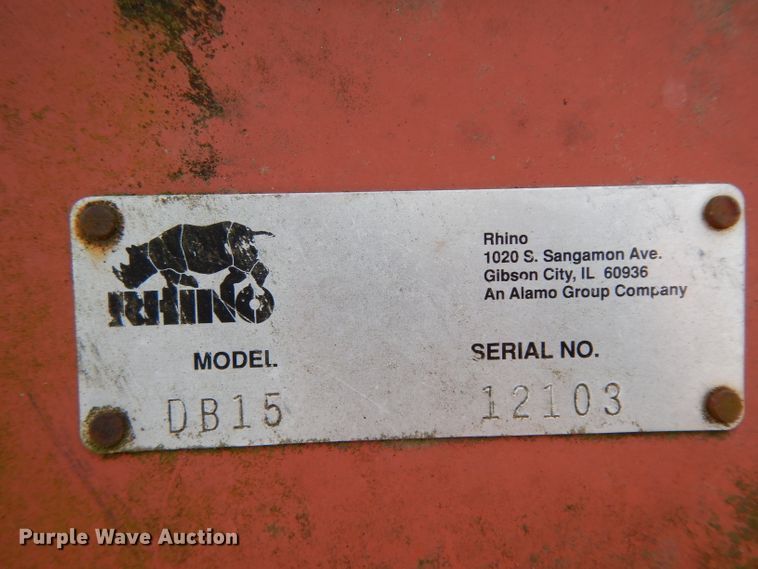 RHINO
Rhino
1020 S. Sangamon Ave.
Gibson City, IL 60936
An Alamo Group Company
MODEL
SERIAL NO.
DB15
12103
Purple Wave Auction